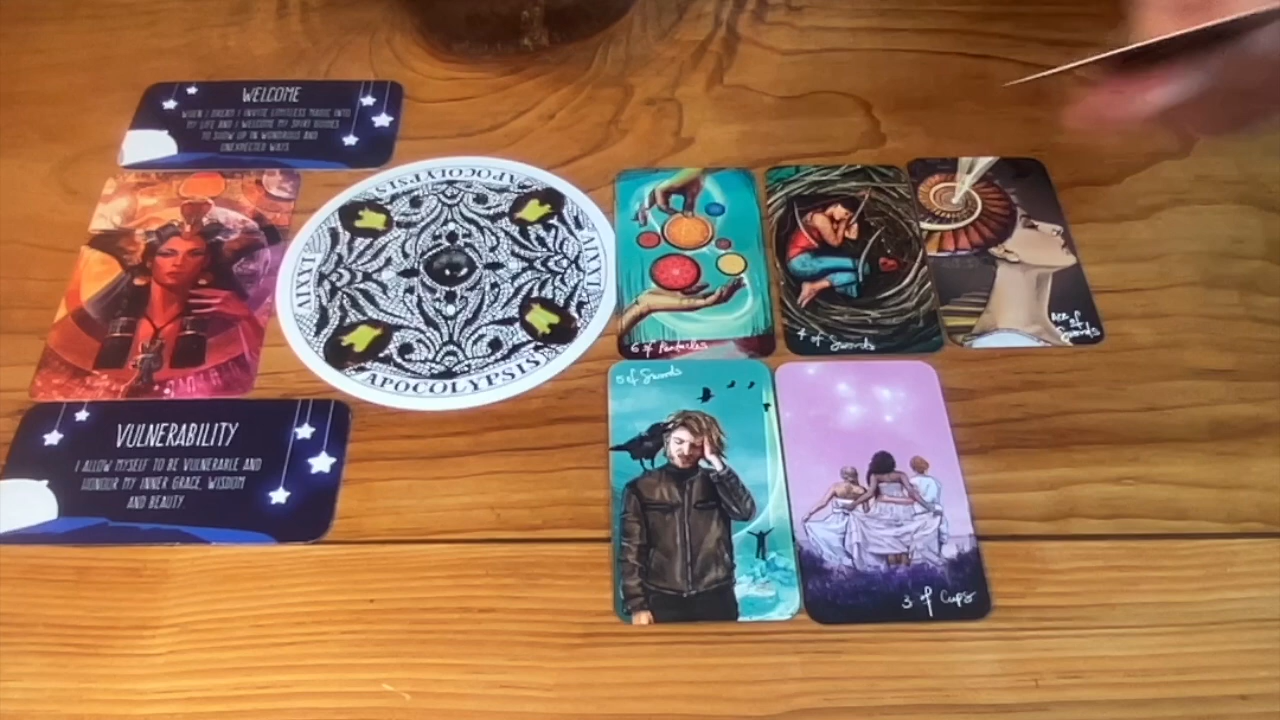 WELCOME
WHEN I DREAM I INVITE LIMITLESS MAGIC INTO
MY LIFE AND I WELCOME MY SPIRIT GUIDES
TO SHOW UP IN WONDROUS AND
UNEXPECTED WAYS.
VULNERABILITY
I ALLOW MYSELF TO BE VULNERABLE AND
HONOUR MY INNER GRACE, WISDOM
AND BEAUTY.
APOCOLYPSIS
APOCOLYPSIS
6 of Pentacles
4 of Swords
Ace of
Swords
5 of Swords
3 of Cups